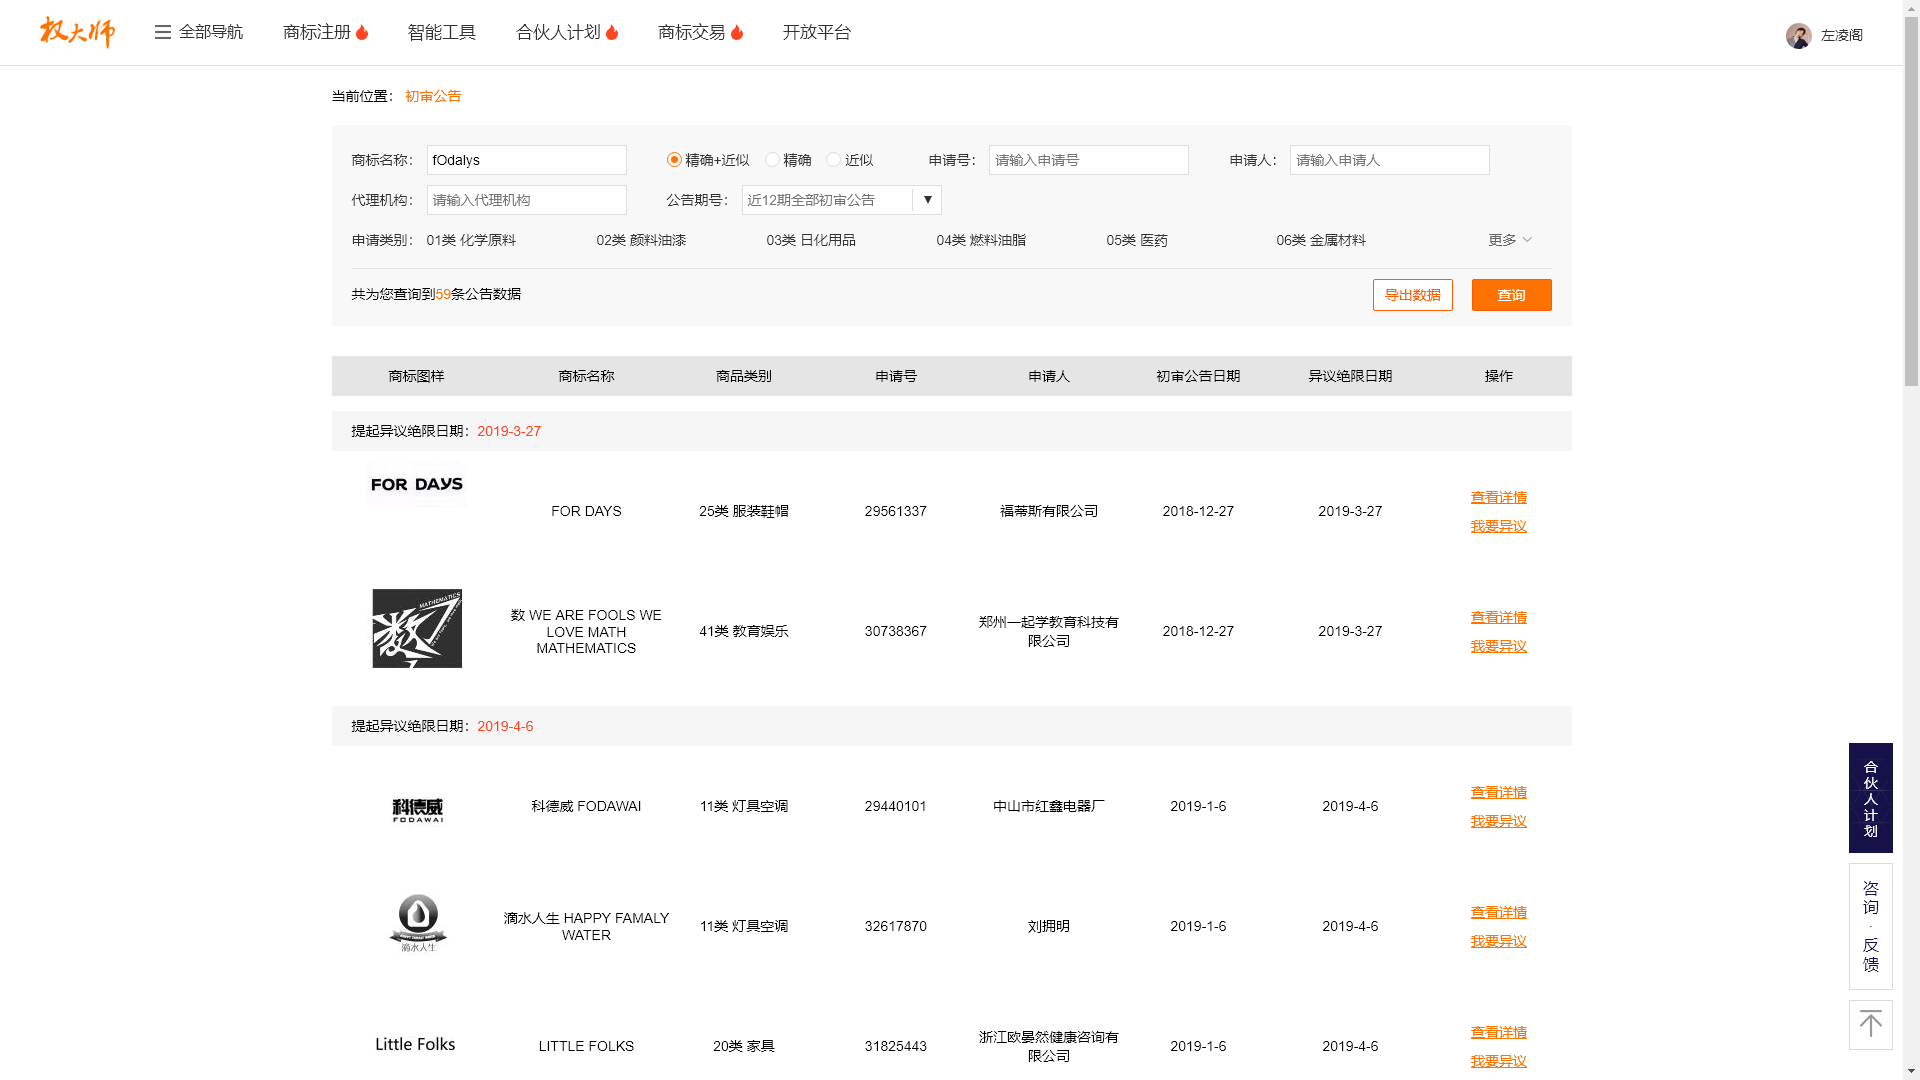 权大师 全部导航 商标注册 智能工具 合伙人计划 商标交易 开放平台 左凌阁
当前位置： 初审公告
商标名称： fOdalys 精确+近似 精确 近似 申请号： 请输入申请号 申请人： 请输入申请人
代理机构： 请输入代理机构 公告期号： 近12期全部初审公告
申请类别： 01类 化学原料 02类 颜料油漆 03类 日化用品 04类 燃料油脂 05类 医药 06类 金属材料 更多
共为您查询到59条公告数据 导出数据 查询
商标图样 商标名称 商品类别 申请号 申请人 初审公告日期 异议绝限日期 操作
提起异议绝限日期：2019-3-27
FOR DAYS
FOR DAYS 25类 服装鞋帽 29561337 福蒂斯有限公司 2018-12-27 2019-3-27 查看详情
我要异议
数 MATHEMATICS
数 WE ARE FOOLS WE
LOVE MATH
MATHEMATICS
41类 教育娱乐 30738367
郑州一起学教育科技有
限公司
2018-12-27 2019-3-27 查看详情
我要异议
提起异议绝限日期：2019-4-6
科德威
FODAWAI
科德威 FODAWAI 11类 灯具空调 29440101 中山市红鑫电器厂 2019-1-6 2019-4-6 查看详情
我要异议
滴水人生
滴水人生 HAPPY FAMALY
WATER
11类 灯具空调 32617870 刘拥明 2019-1-6 2019-4-6 查看详情
我要异议
Little Folks
LITTLE FOLKS 20类 家具 31825443
浙江欧晏然健康咨询有
限公司
2019-1-6 2019-4-6 查看详情
我要异议
合伙人计划
咨询·反馈